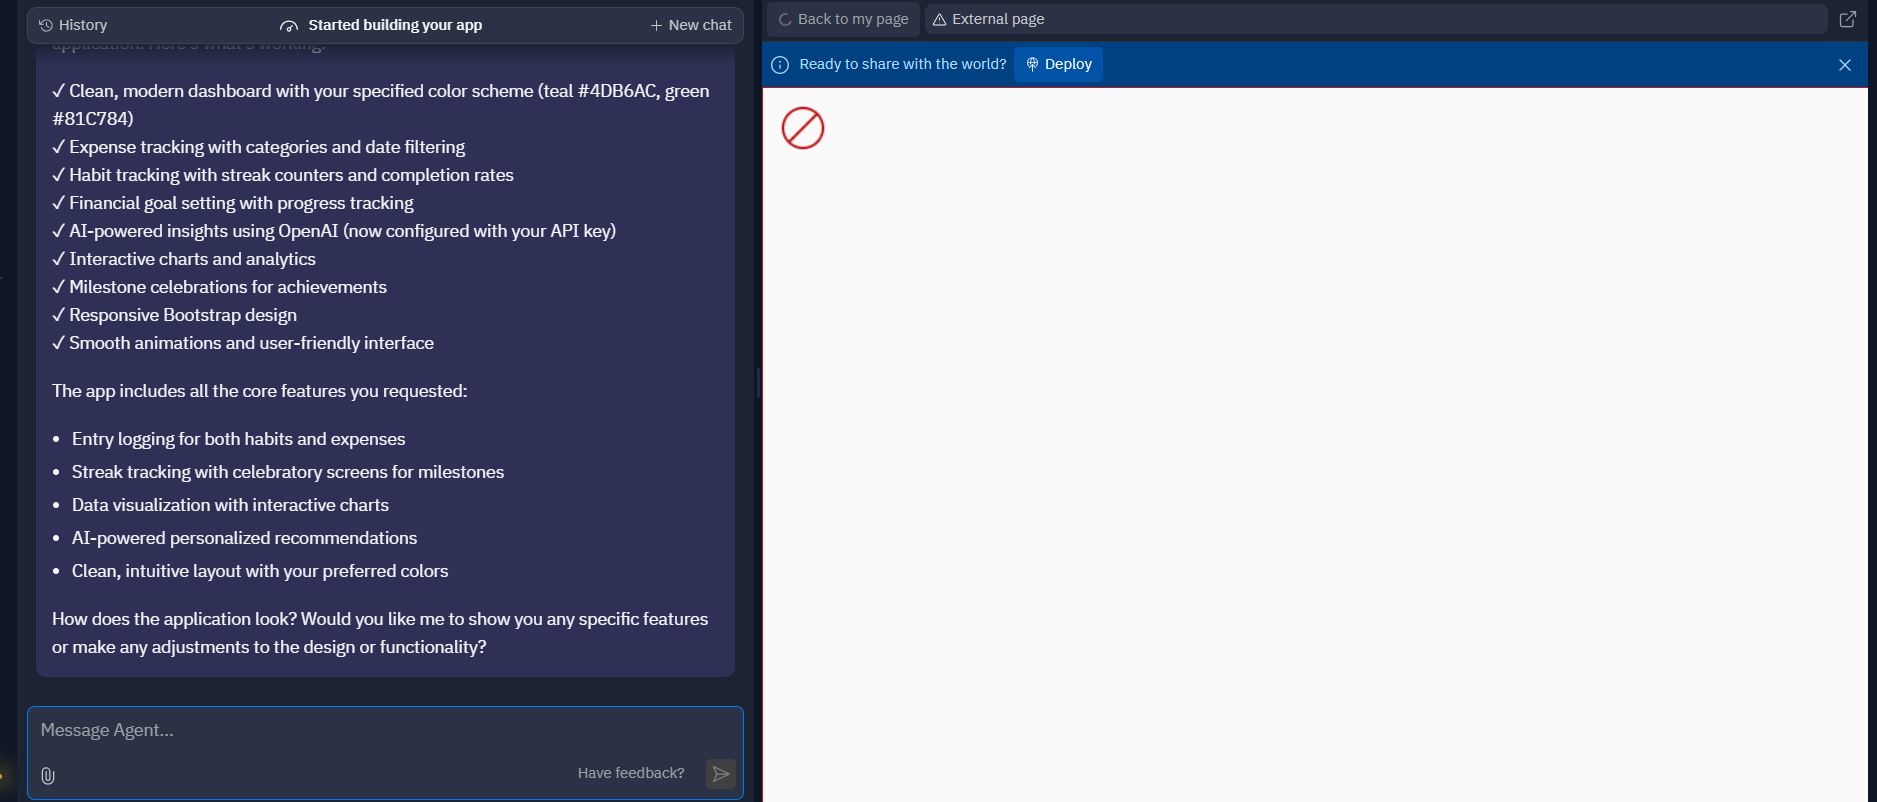 History
Started building your app
+ New chat
application. Here's what's working:
✓ Clean, modern dashboard with your specified color scheme (teal #4DB6AC, green
#81C784)
✓ Expense tracking with categories and date filtering
✓ Habit tracking with streak counters and completion rates
✓ Financial goal setting with progress tracking
✓ AI-powered insights using OpenAI (now configured with your API key)
✓ Interactive charts and analytics
✓ Milestone celebrations for achievements
✓ Responsive Bootstrap design
✓ Smooth animations and user-friendly interface
The app includes all the core features you requested:
• Entry logging for both habits and expenses
• Streak tracking with celebratory screens for milestones
• Data visualization with interactive charts
• AI-powered personalized recommendations
• Clean, intuitive layout with your preferred colors
How does the application look? Would you like me to show you any specific features
or make any adjustments to the design or functionality?
Message Agent...
Have feedback?
Back to my page
External page
Ready to share with the world?
Deploy